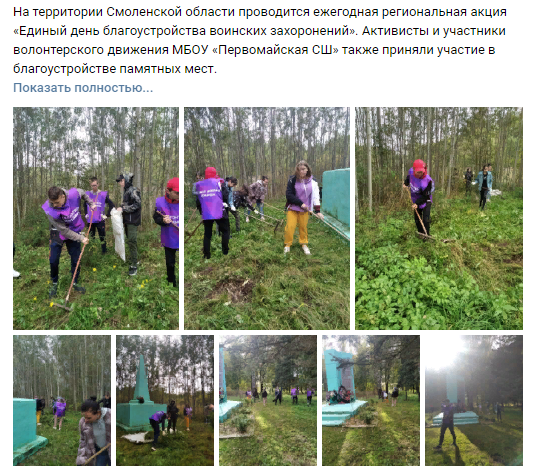 На территории Смоленской области проводится ежегодная региональная акция
«Единый день благоустройства воинских захоронений». Активисты и участники
волонтерского движения МБОУ «Первомайская СШ» также приняли участие в
благоустройстве памятных мест.
Показать полностью...